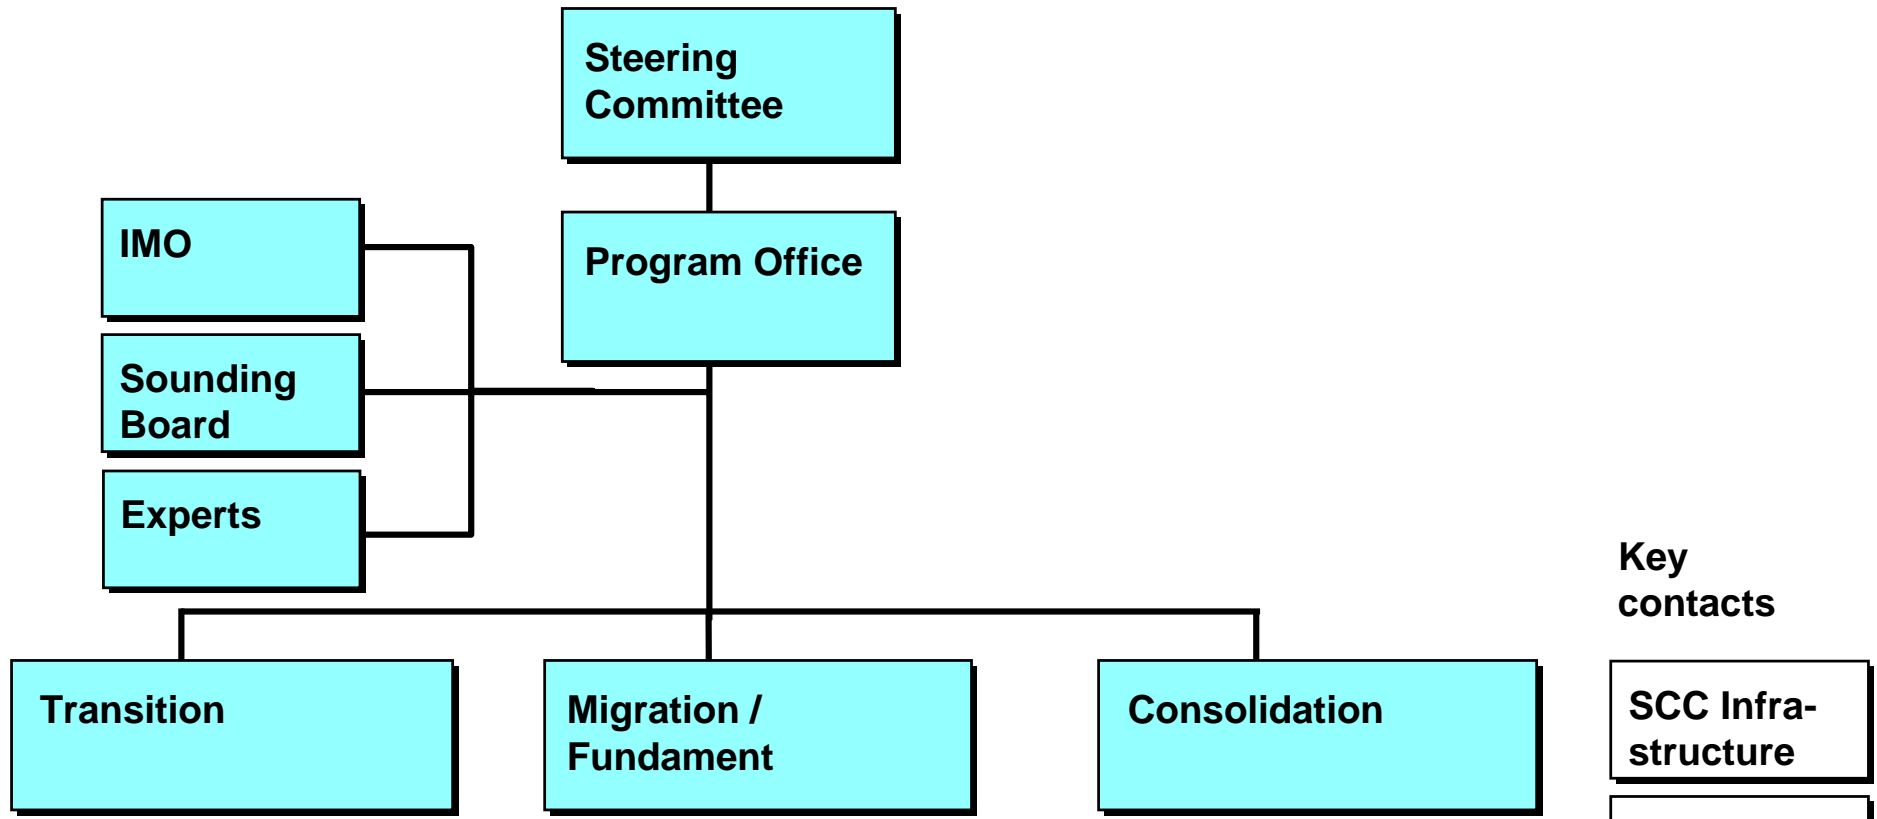 Steering
Committee
IMO
Program Office
Sounding
Board
Experts
Key
contacts
Transition
Migration /
Fundament
Consolidation
SCC Infra-
structure